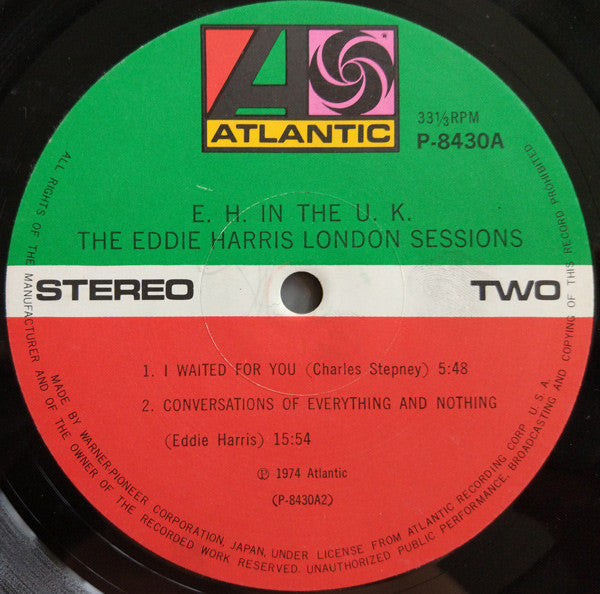 ATLANTIC
33⅓RPM
P-8430A
E. H. IN THE U. K.
THE EDDIE HARRIS LONDON SESSIONS
STEREO
TWO
1. I WAITED FOR YOU (Charles Stepney) 5:48
2. CONVERSATIONS OF EVERYTHING AND NOTHING
(Eddie Harris) 15:54
Ⓟ 1974 Atlantic
(P-8430A2)
MADE BY WARNER-PIONEER CORPORATION, JAPAN, UNDER LICENSE FROM ATLANTIC RECORDING CORP. U.S.A.
ALL RIGHTS OF THE MANUFACTURER AND OF THE OWNER OF THE RECORDED WORK RESERVED. UNAUTHORIZED PUBLIC PERFORMANCE, BROADCASTING AND COPYING OF THIS RECORD PROHIBITED